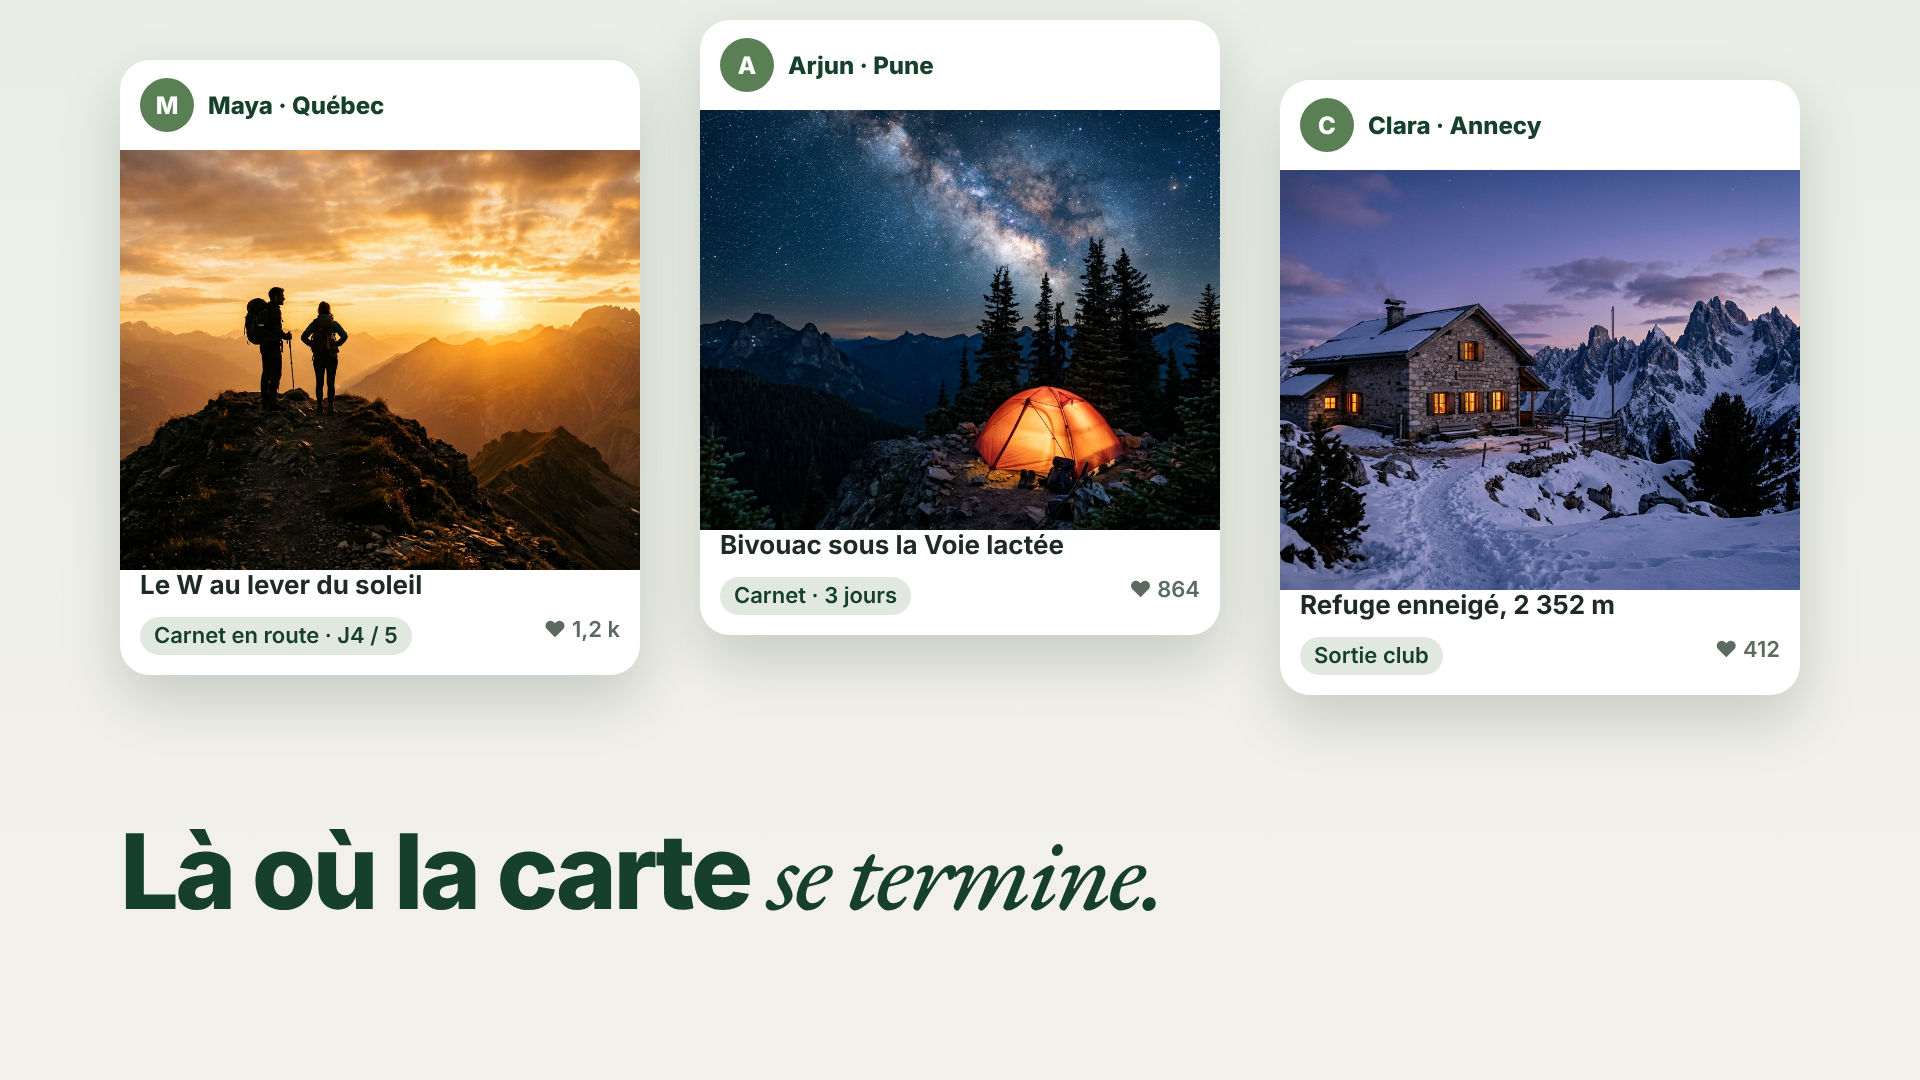 M
Maya · Québec
Le W au lever du soleil
Carnet en route · J4 / 5
♥ 1,2 k
A
Arjun · Pune
Bivouac sous la Voie lactée
Carnet · 3 jours
♥ 864
C
Clara · Annecy
Refuge enneigé, 2 352 m
Sortie club
♥ 412
Là où la carte se termine.